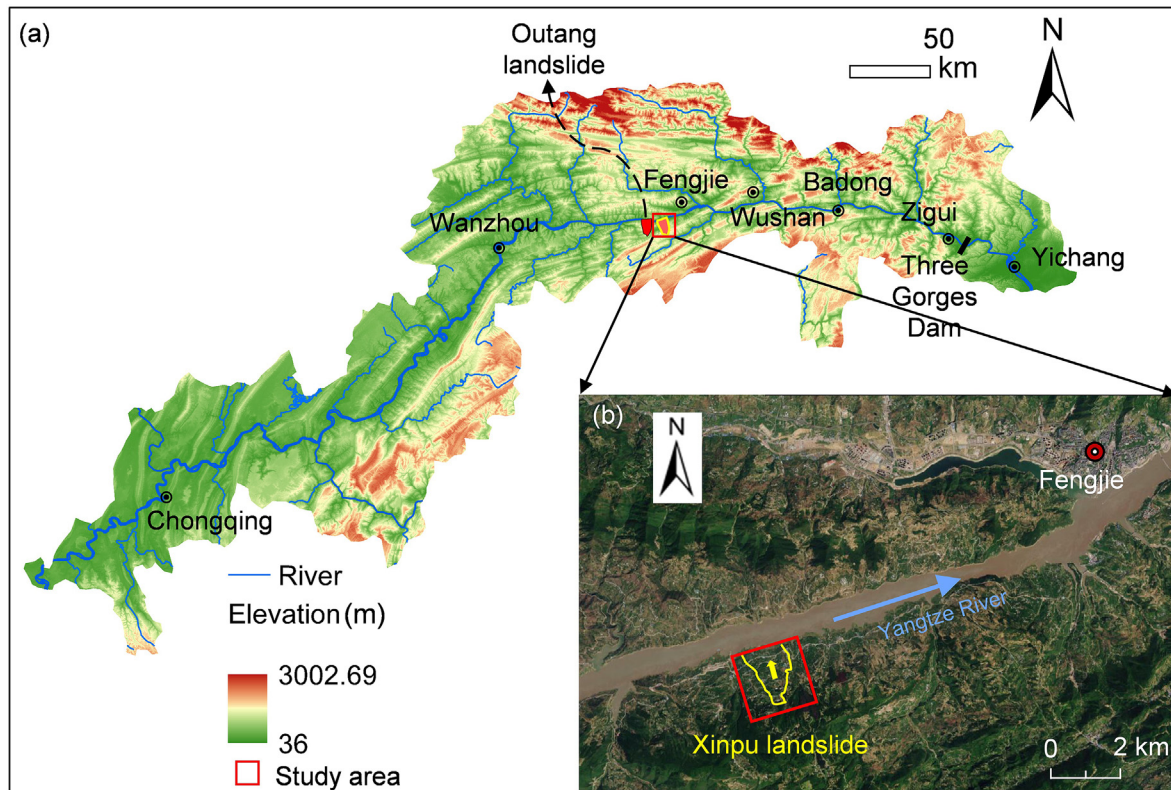 (a)
Outang
landslide
50
km
N
Fengjie
Wanzhou
Wushan
Badong
Zigui
Three
Gorges
Dam
Yichang
Chongqing
River
Elevation (m)
3002.69
36
Study area
(b)
N
Fengjie
Yangtze River
Xinpu landslide
0 2 km